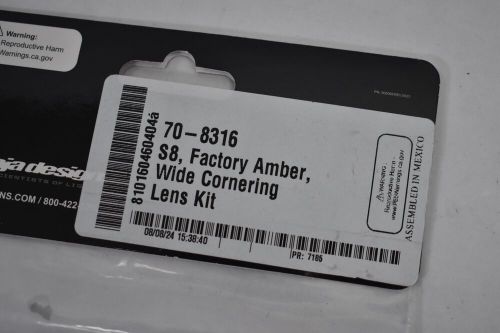 Warning:
Reproductive Harm
Warnings.ca.gov
ja design
CIENTISTS OF LI
NS.COM / 800-422-
810160460404a
70-8316
S8, Factory Amber,
Wide Cornering
Lens Kit
08/08/24 15:38:40
PR: 7186
WARNING:
Reproductive Harm -
www.P65Warnings.ca.gov
ASSEMBLED IN MEXICO